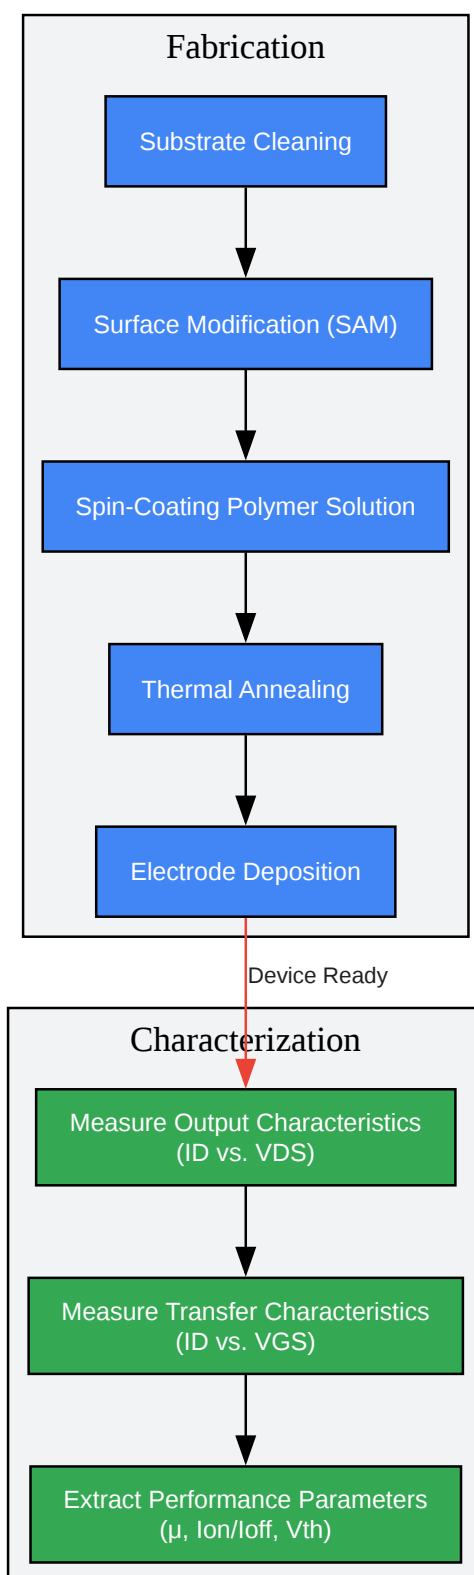 Fabrication
Substrate Cleaning
Surface Modification (SAM)
Spin-Coating Polymer Solution
Thermal Annealing
Electrode Deposition
Device Ready
Characterization
Measure Output Characteristics
(ID vs. VDS)
Measure Transfer Characteristics
(ID vs. VGS)
Extract Performance Parameters
(μ, Ion/Ioff, Vth)